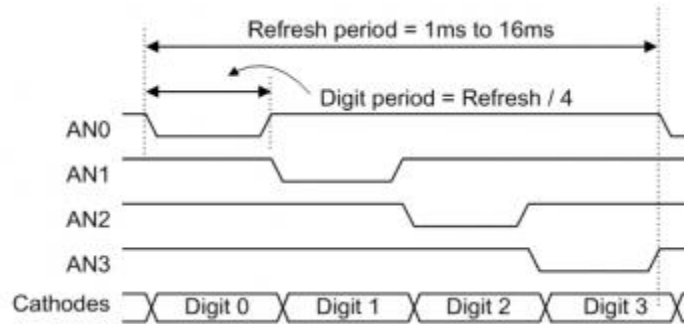 Refresh period = 1ms to 16ms
Digit period = Refresh / 4
AN0
AN1
AN2
AN3
Cathodes Digit 0 Digit 1 Digit 2 Digit 3